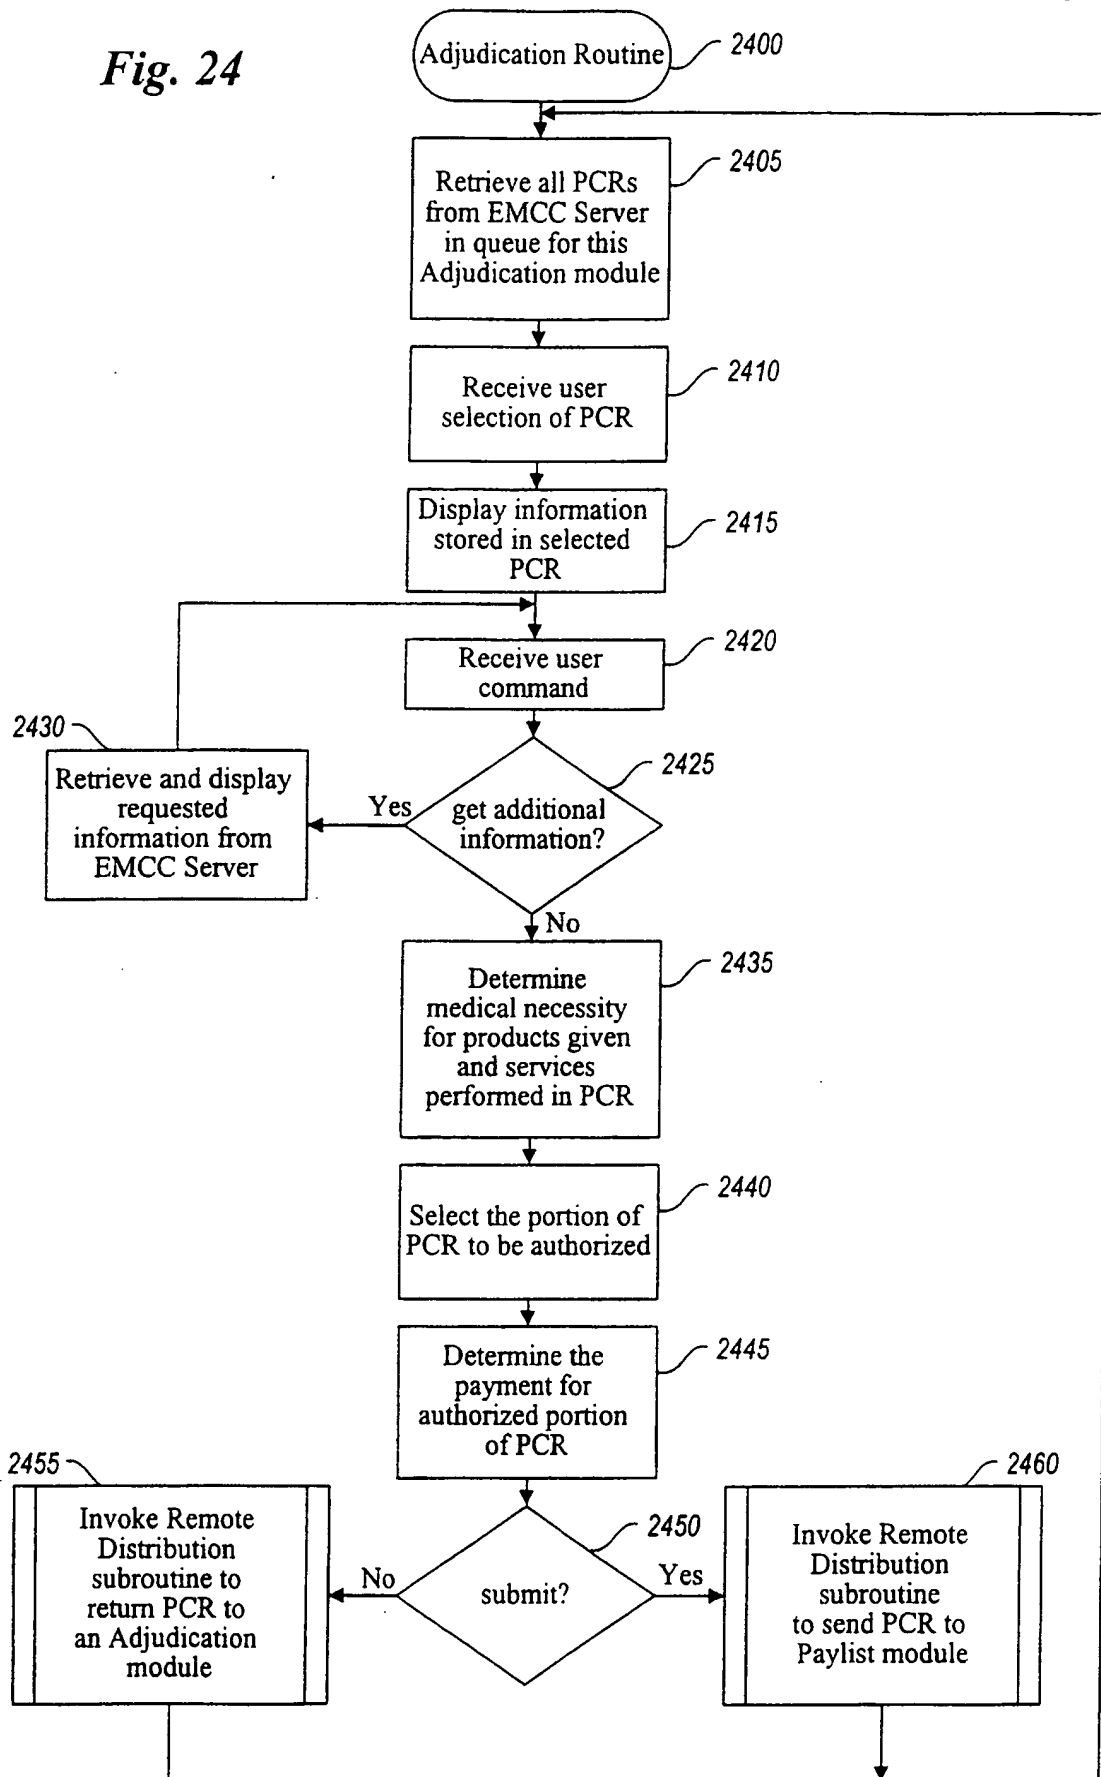 Fig. 24
Adjudication Routine
2400
Retrieve all PCRs
from EMCC Server
in queue for this
Adjudication module
2405
Receive user
selection of PCR
2410
Display information
stored in selected
PCR
2415
Receive user
command
2420
get additional
information?
2425
Yes
2430
Retrieve and display
requested
information from
EMCC Server
No
Determine
medical necessity
for products given
and services
performed in PCR
2435
Select the portion of
PCR to be authorized
2440
Determine the
payment for
authorized portion
of PCR
2445
submit?
2450
No
2455
Invoke Remote
Distribution
subroutine to
return PCR to
an Adjudication
module
Yes
2460
Invoke Remote
Distribution
subroutine
to send PCR to
Paylist module